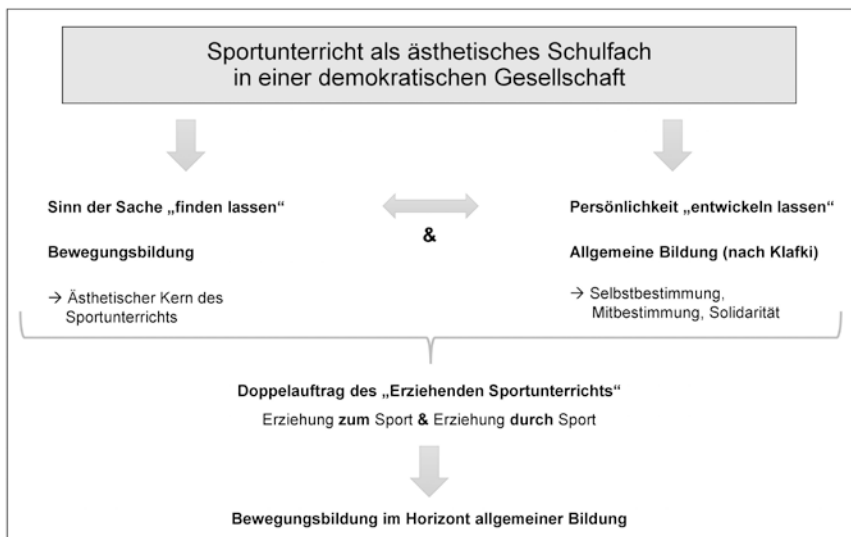 Sportunterricht als ästhetisches Schulfach
in einer demokratischen Gesellschaft
Sinn der Sache „finden lassen“
Bewegungsbildung
→ Ästhetischer Kern des
Sportunterrichts
&
Persönlichkeit „entwickeln lassen“
Allgemeine Bildung (nach Klafki)
→ Selbstbestimmung,
Mitbestimmung, Solidarität
Doppelauftrag des „Erziehenden Sportunterrichts“
Erziehung zum Sport & Erziehung durch Sport
Bewegungsbildung im Horizont allgemeiner Bildung